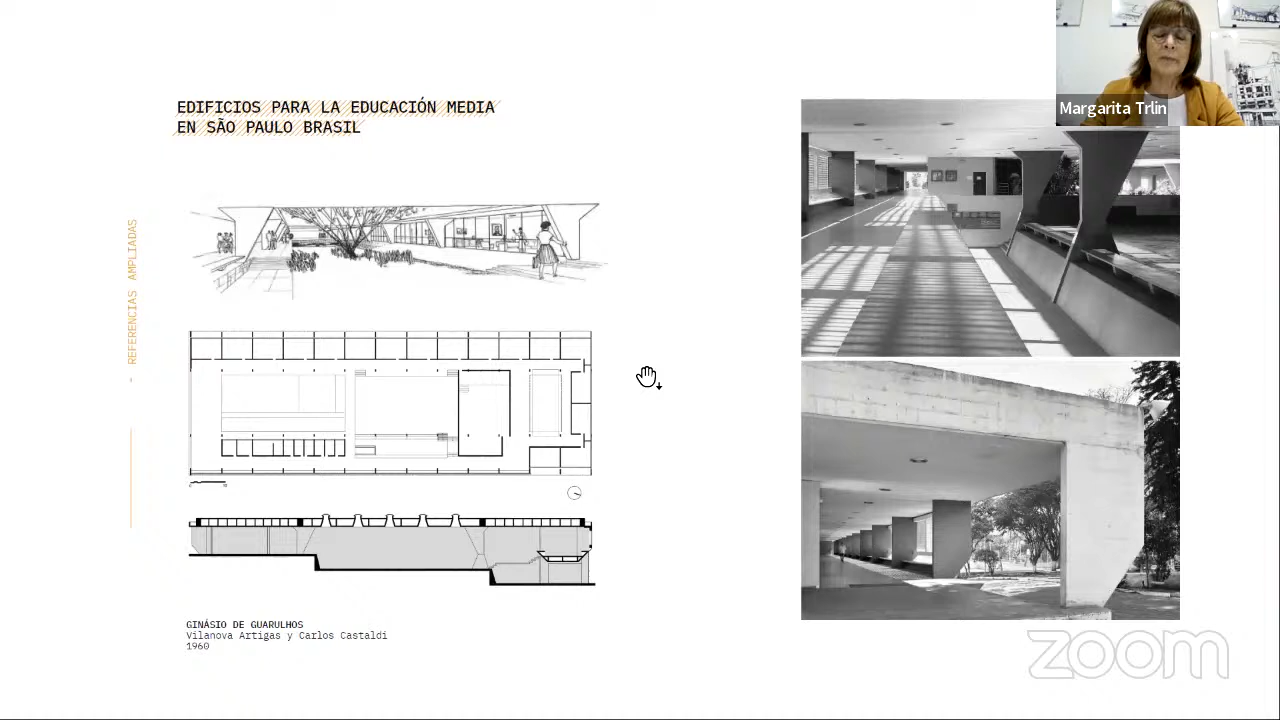 Margarita Trlin
EDIFICIOS PARA LA EDUCACIÓN MEDIA
EN SÃO PAULO BRASIL
- REFERENCIAS AMPLIADAS
GINÁSIO DE GUARULHOS
Vilanova Artigas y Carlos Castaldi
1960
zoom